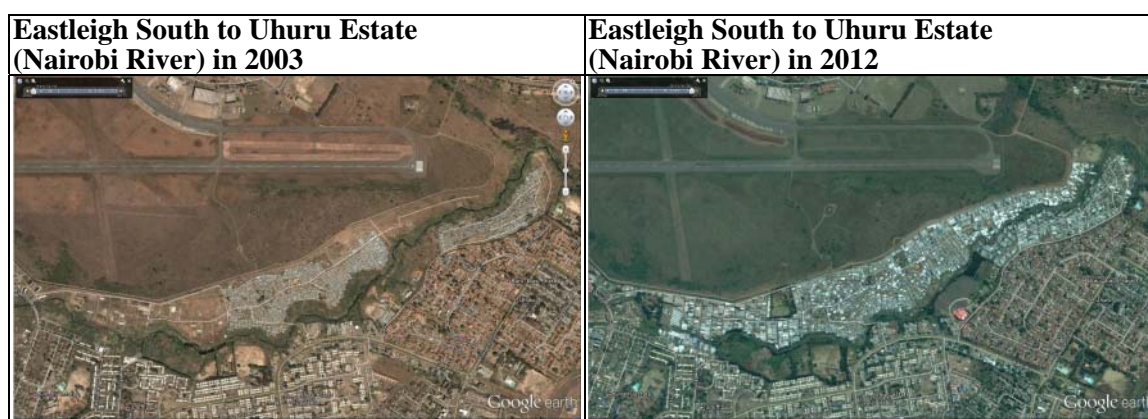 Eastleigh South to Uhuru Estate
(Nairobi River) in 2003
Eastleigh South to Uhuru Estate
(Nairobi River) in 2012
Google earth
Google earth